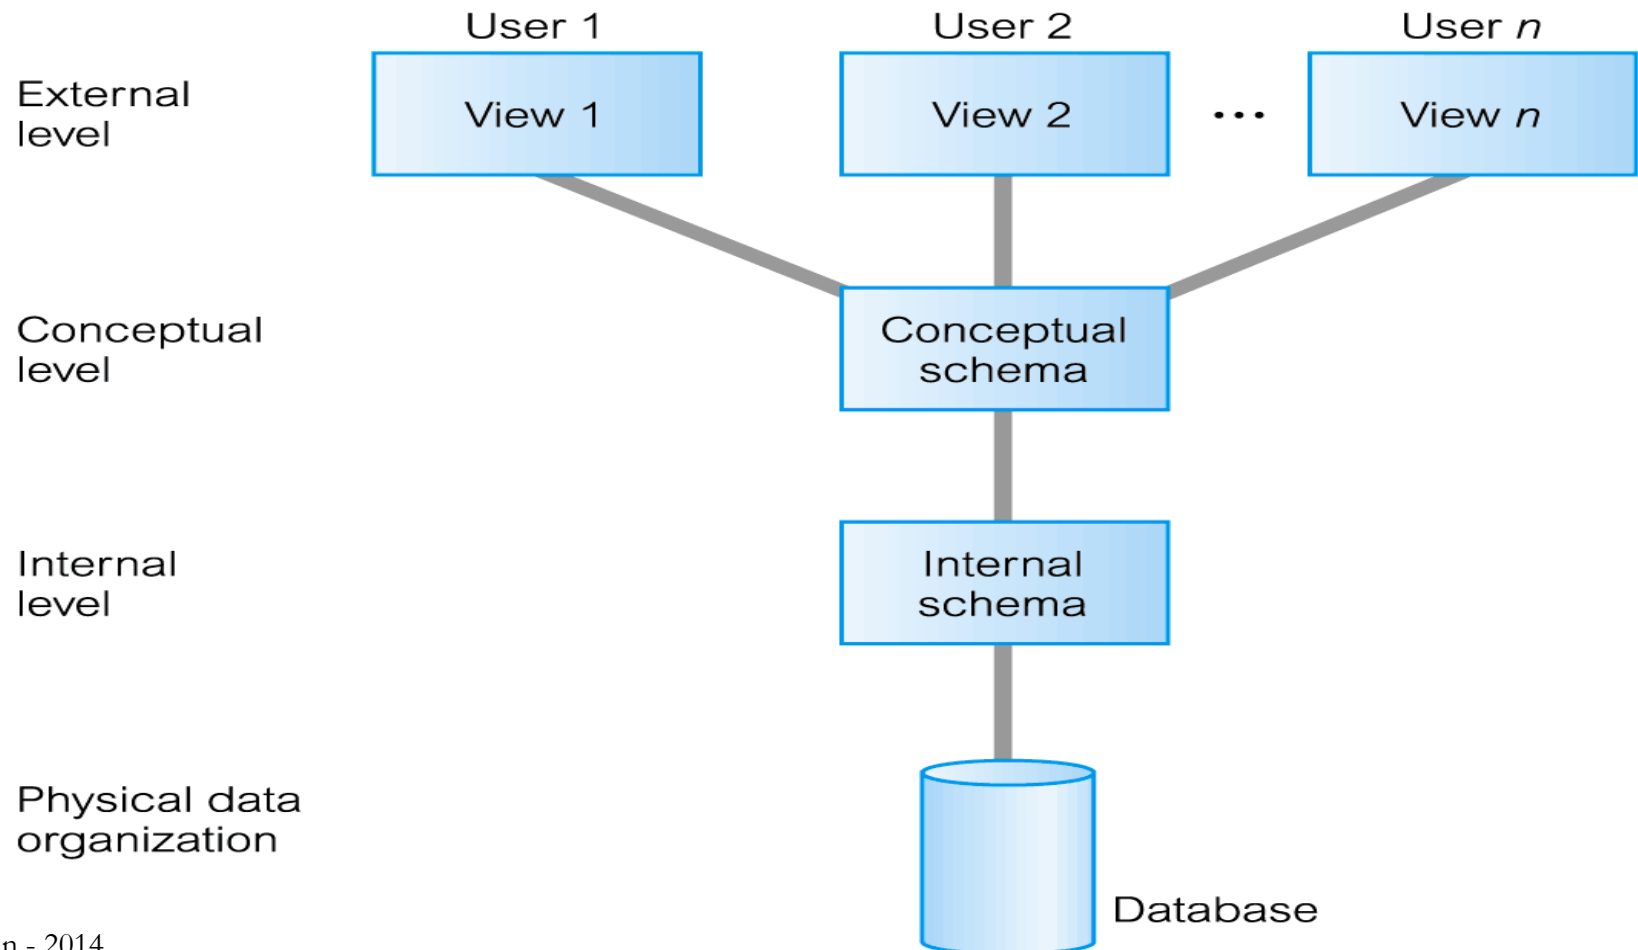 User 1
User 2
User n
External
level
View 1
View 2
...
View n
Conceptual
level
Conceptual
schema
Internal
level
Internal
schema
Physical data
organization
Database
n - 2014